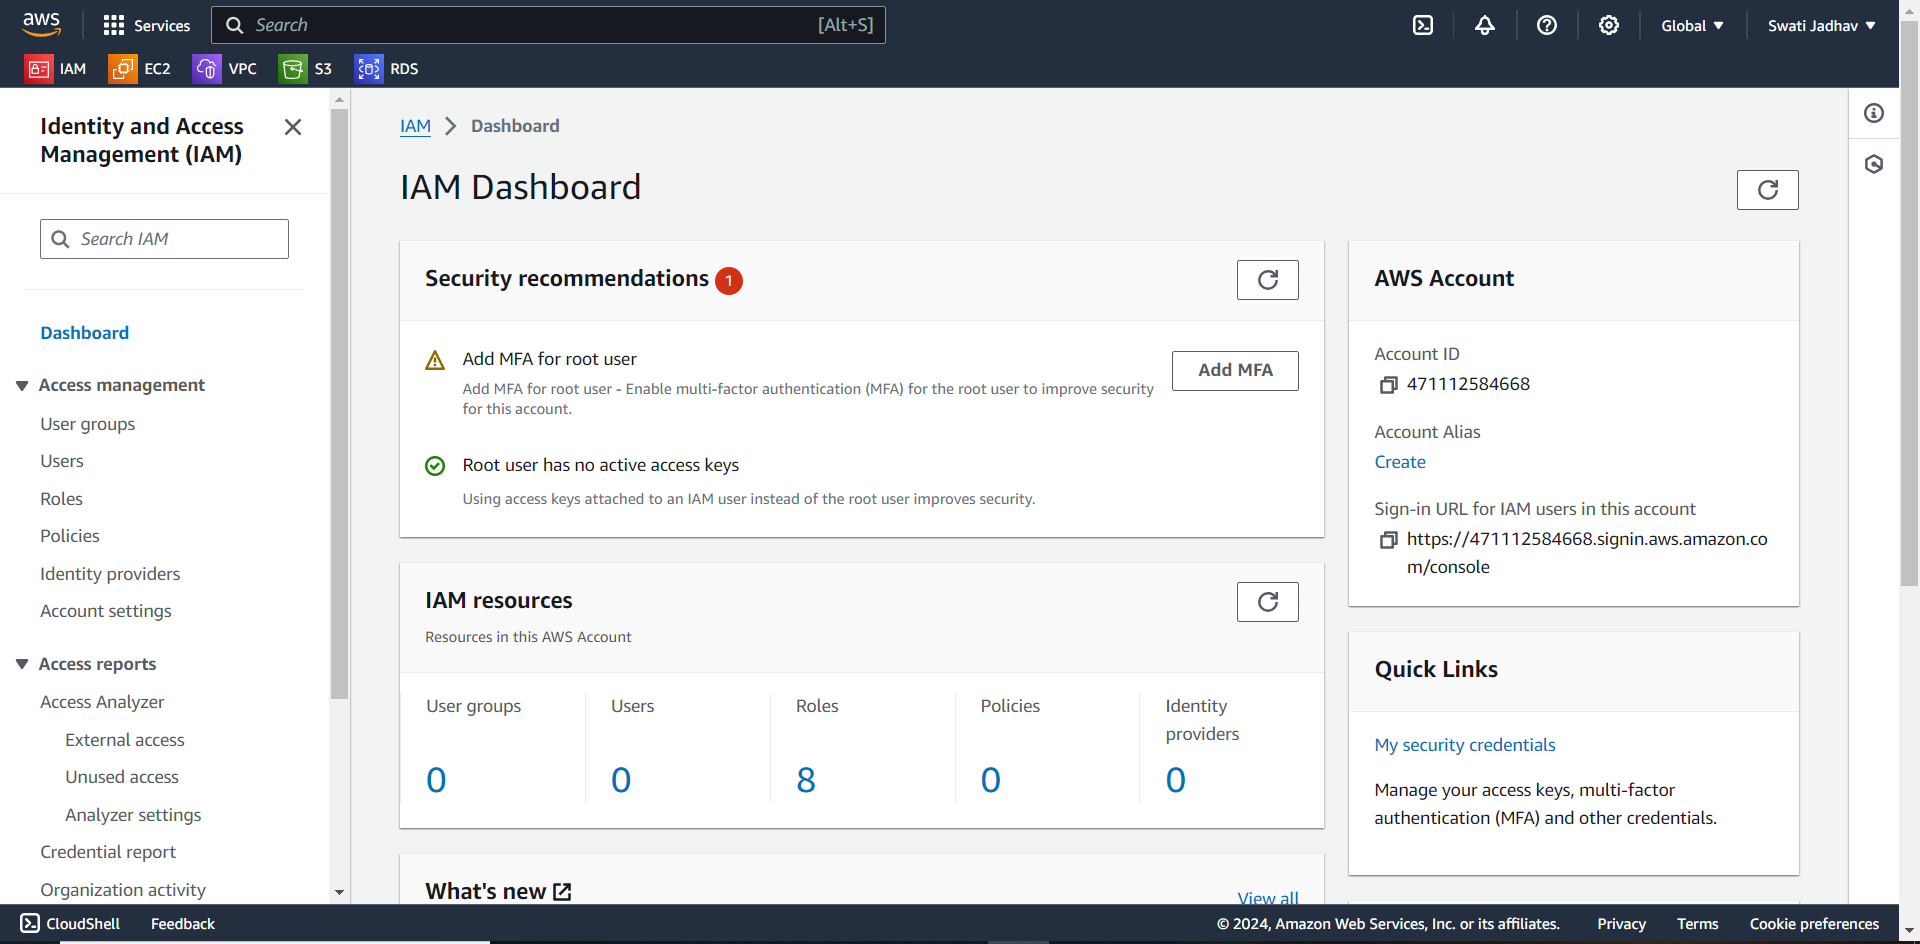 aws
Services
Search
[Alt+S]
Global
Swati Jadhav
IAM
EC2
VPC
S3
RDS
Identity and Access
Management (IAM)
Search IAM
Dashboard
Access management
User groups
Users
Roles
Policies
Identity providers
Account settings
Access reports
Access Analyzer
External access
Unused access
Analyzer settings
Credential report
Organization activity
IAM
Dashboard
IAM Dashboard
Security recommendations 1
Add MFA for root user
Add MFA for root user - Enable multi-factor authentication (MFA) for the root user to improve security
for this account.
Add MFA
Root user has no active access keys
Using access keys attached to an IAM user instead of the root user improves security.
IAM resources
Resources in this AWS Account
User groups
0
Users
0
Roles
8
Policies
0
Identity
providers
0
What's new
View all
AWS Account
Account ID
471112584668
Account Alias
Create
Sign-in URL for IAM users in this account
https://471112584668.signin.aws.amazon.co
m/console
Quick Links
My security credentials
Manage your access keys, multi-factor
authentication (MFA) and other credentials.
CloudShell
Feedback
© 2024, Amazon Web Services, Inc. or its affiliates.
Privacy
Terms
Cookie preferences